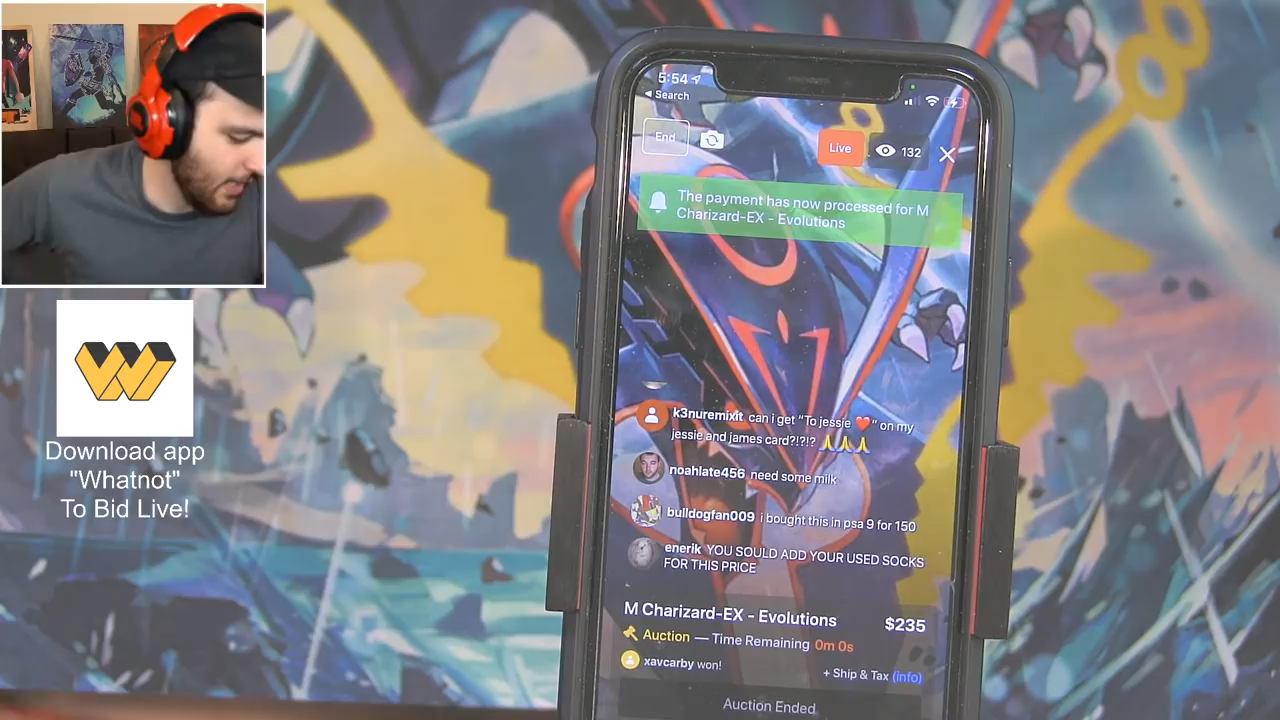 5:54
Search
End
Live
132
The payment has now processed for M
Charizard-EX - Evolutions
Download app
"Whatnot"
To Bid Live!
k3nuremixit can i get "To jessie ❤️" on my
jessie and james card?!?!? 🙏🙏🙏
noahlate456 need some milk
bulldogfan009 i bought this in psa 9 for 150
enerik YOU SOULD ADD YOUR USED SOCKS
FOR THIS PRICE
M Charizard-EX - Evolutions $235
Auction — Time Remaining 0m 0s
xavcarby won!
+ Ship & Tax (info)
Auction Ended